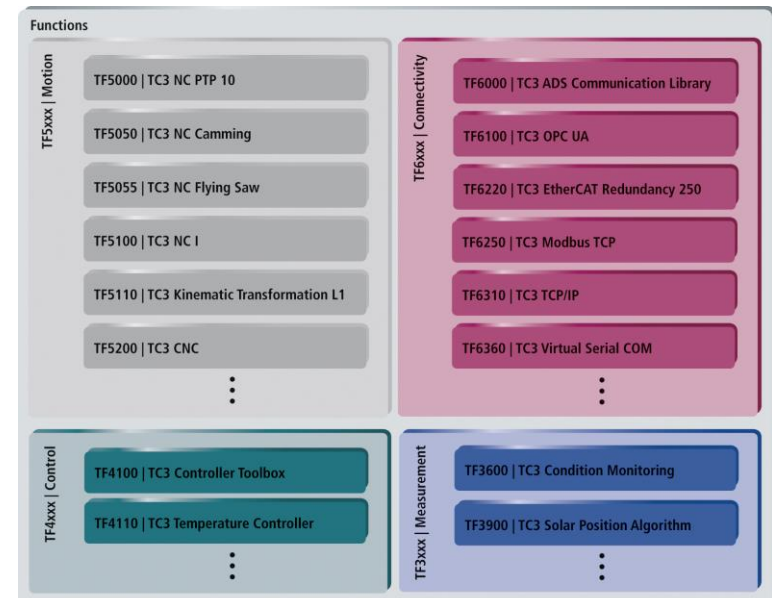 Functions
TF5xxx | Motion
TF5000 | TC3 NC PTP 10
TF5050 | TC3 NC Camming
TF5055 | TC3 NC Flying Saw
TF5100 | TC3 NC I
TF5110 | TC3 Kinematic Transformation L1
TF5200 | TC3 CNC
TF6xxx | Connectivity
TF6000 | TC3 ADS Communication Library
TF6100 | TC3 OPC UA
TF6220 | TC3 EtherCAT Redundancy 250
TF6250 | TC3 Modbus TCP
TF6310 | TC3 TCP/IP
TF6360 | TC3 Virtual Serial COM
TF4xxx | Control
TF4100 | TC3 Controller Toolbox
TF4110 | TC3 Temperature Controller
TF3xxx | Measurement
TF3600 | TC3 Condition Monitoring
TF3900 | TC3 Solar Position Algorithm